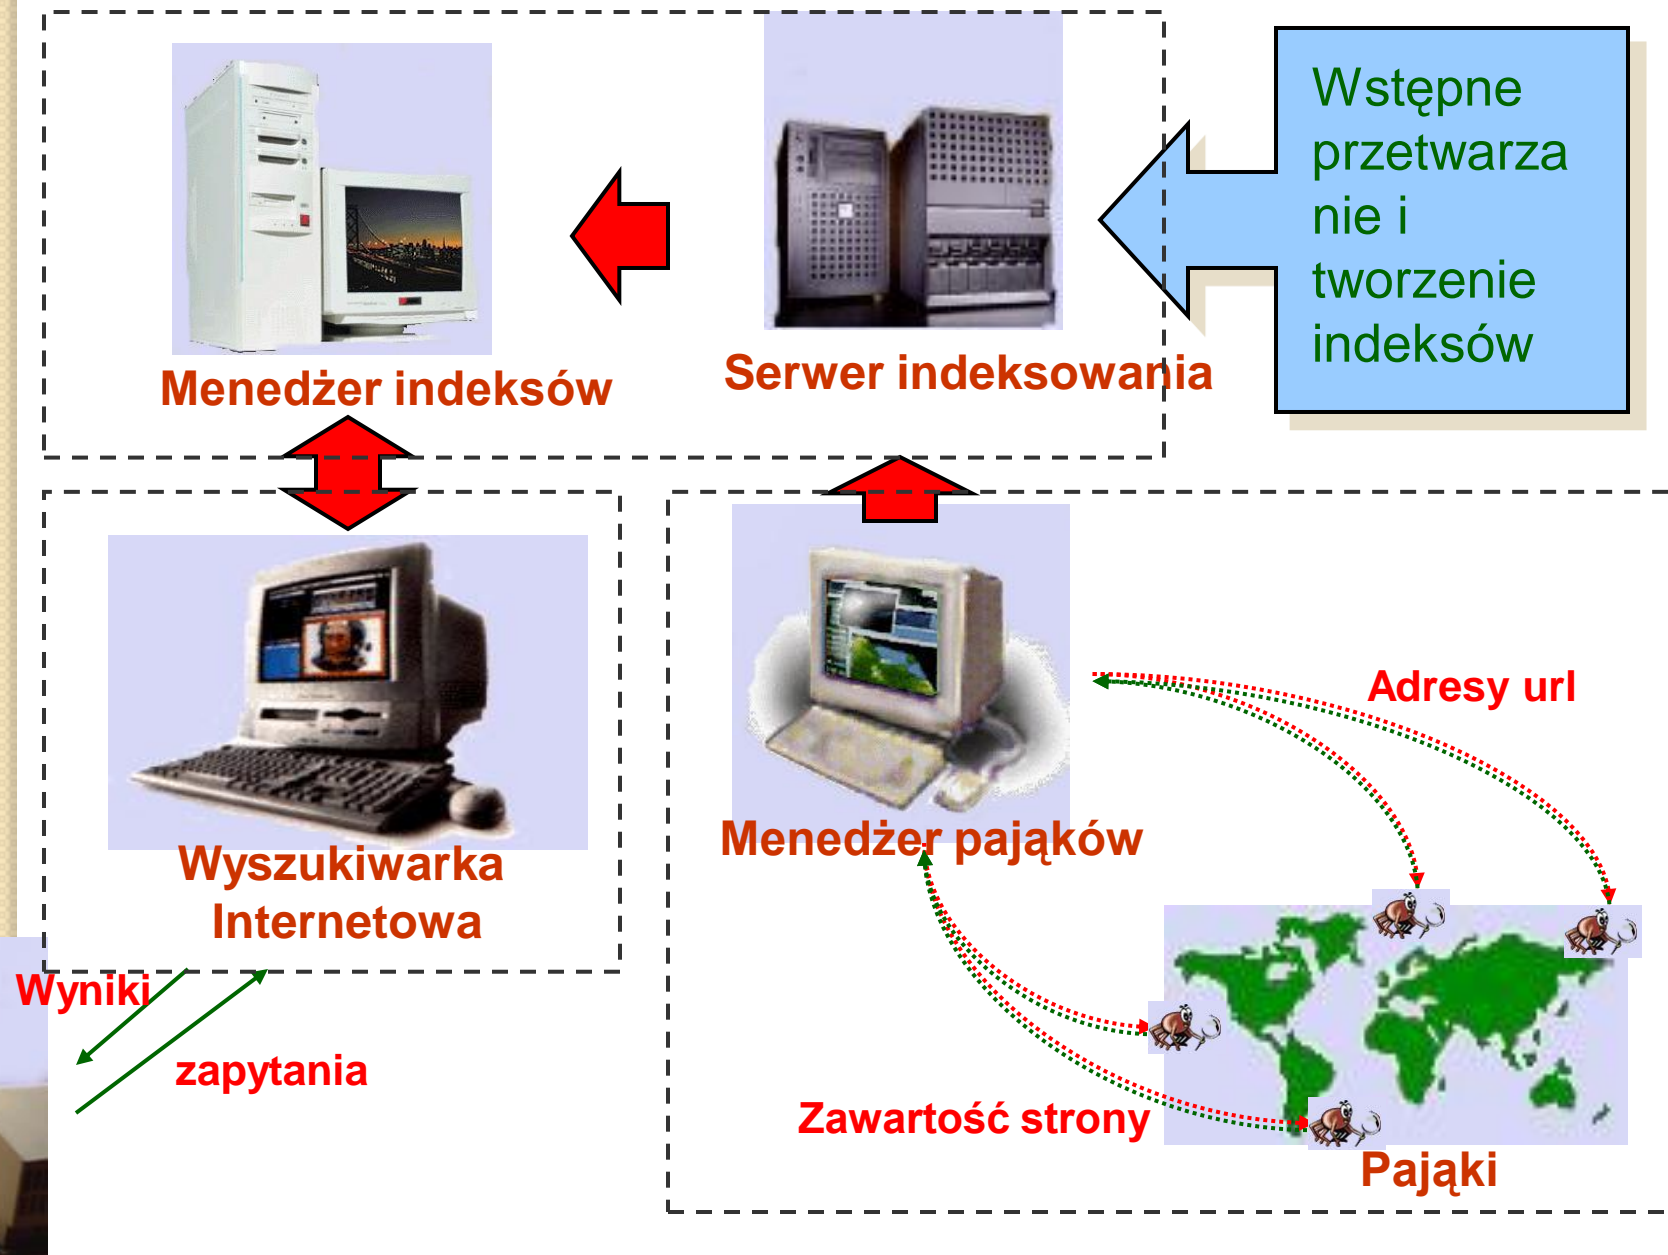 Wstępne
przetwarza
nie i
tworzenie
indeksów
Menedżer indeksów
Serwer indeksowania
Wyszukiwarka
Internetowa
Menedżer pająków
Adresy url
Wyniki
zapytania
Zawartość strony
Pająki